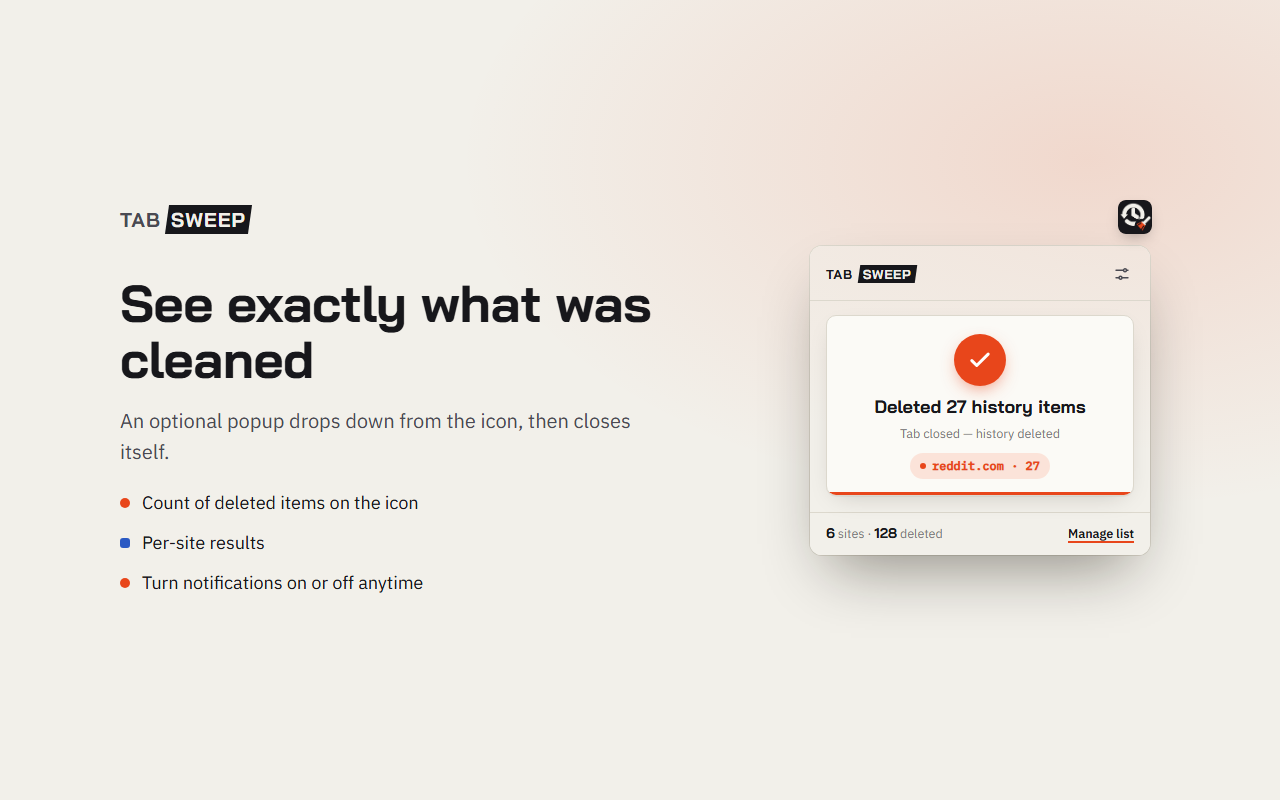 TAB SWEEP
See exactly what was
cleaned
An optional popup drops down from the icon, then closes
itself.
Count of deleted items on the icon
Per-site results
Turn notifications on or off anytime
TAB SWEEP
Deleted 27 history items
Tab closed — history deleted
reddit.com · 27
6 sites · 128 deleted
Manage list